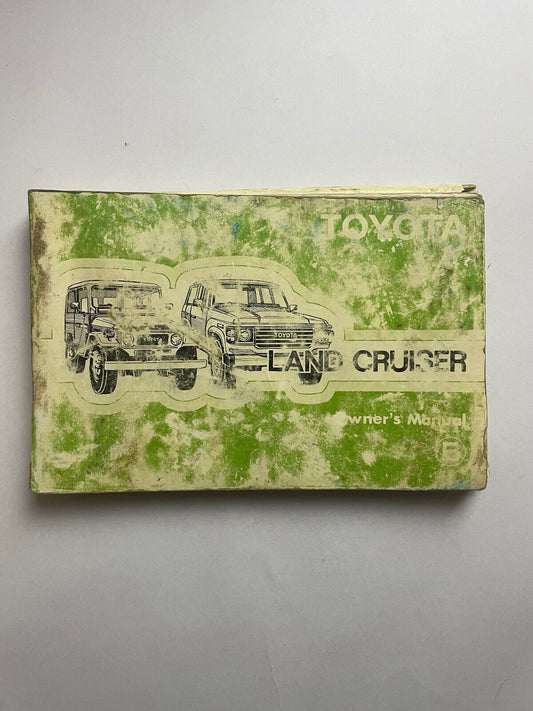 TOYOTA
LAND CRUISER
Owner's Manual
B